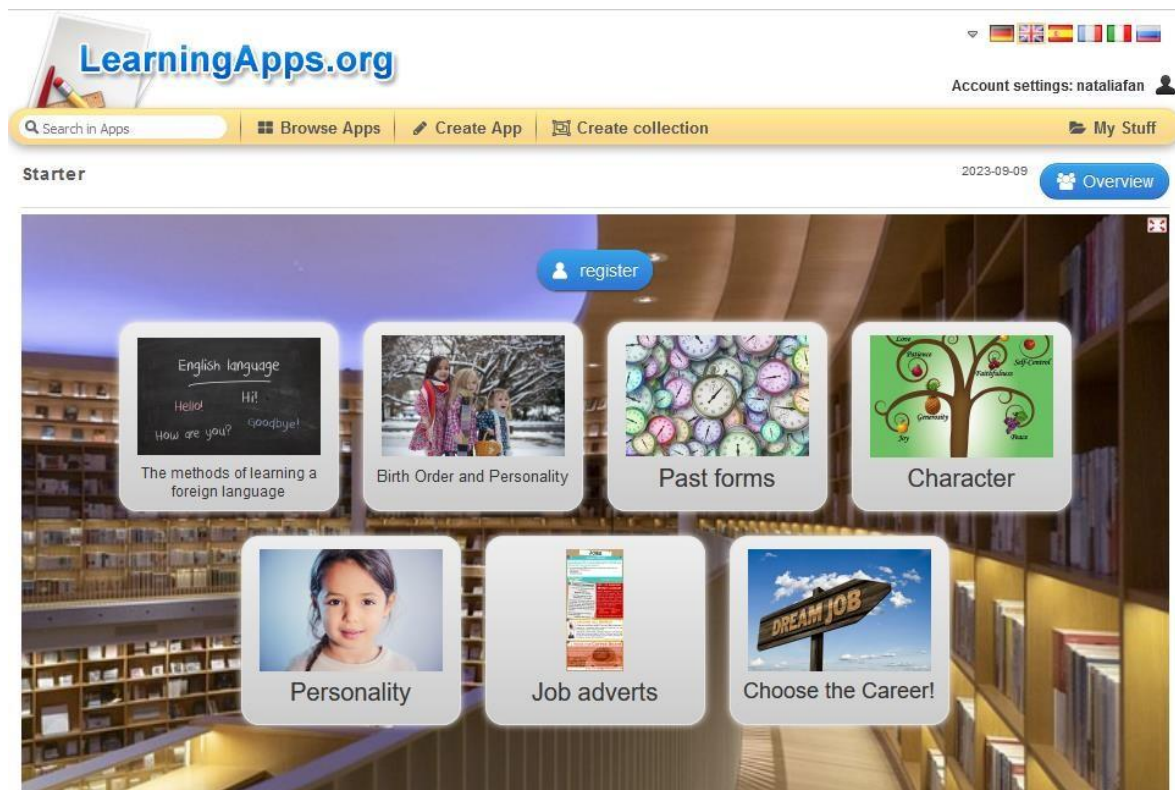 LearningApps.org
Account settings: nataliafan
Search in Apps
Browse Apps
Create App
Create collection
My Stuff
Starter
2023-09-09
Overview
register
English language
Hello!
Hi!
How are you?
Goodbye!
The methods of learning a
foreign language
Birth Order and Personality
Past forms
Love
Patience
Self-Control
Faithfulness
Generosity
Joy
Peace
Character
Personality
JOBS
Job adverts
DREAM JOB
Choose the Career!